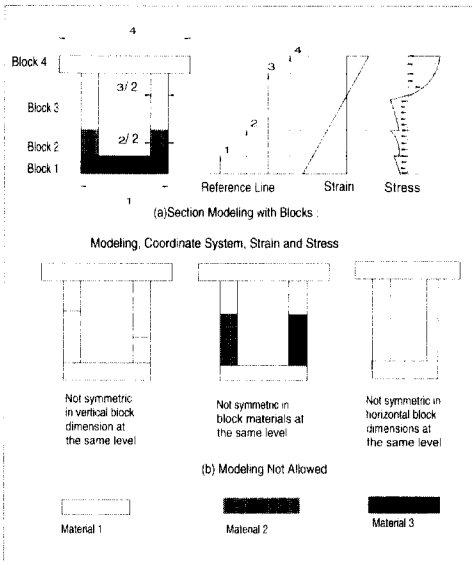 4
Block 4
3
4
3/2
Block 3
2
Block 2
2/2
1
Block 1
1
Reference Line
Strain
Stress
(a)Section Modeling with Blocks :
Modeling, Coordinate System, Strain and Stress
Not symmetric
in vertical block
dimension at
the same level
Not symmetric in
block materials at
the same level
Not symmetric in
horizontal block
dimensions at
the same level
(b) Modeling Not Allowed
Material 1
Material 2
Material 3